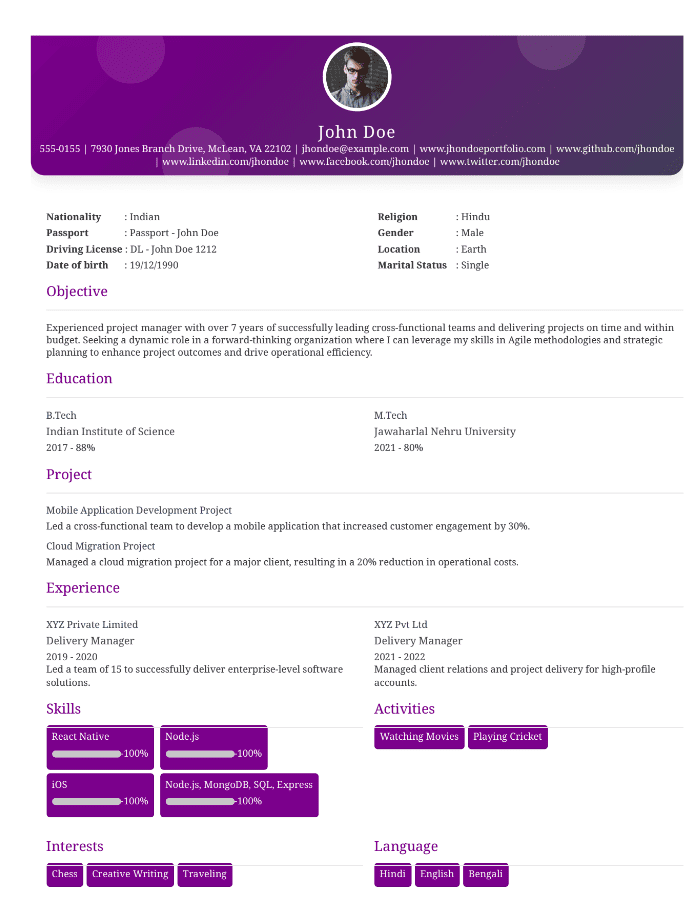 John Doe
555-0155 | 7930 Jones Branch Drive, McLean, VA 22102 | jhondoe@example.com | www.jhondoeportfolio.com | www.github.com/jhondoe
| www.linkedin.com/jhondoe | www.facebook.com/jhondoe | www.twitter.com/jhondoe
Nationality : Indian
Passport : Passport - John Doe
Driving License : DL - John Doe 1212
Date of birth : 19/12/1990
Religion : Hindu
Gender : Male
Location : Earth
Marital Status : Single
Objective
Experienced project manager with over 7 years of successfully leading cross-functional teams and delivering projects on time and within
budget. Seeking a dynamic role in a forward-thinking organization where I can leverage my skills in Agile methodologies and strategic
planning to enhance project outcomes and drive operational efficiency.
Education
B.Tech
Indian Institute of Science
2017 - 88%
M.Tech
Jawaharlal Nehru University
2021 - 80%
Project
Mobile Application Development Project
Led a cross-functional team to develop a mobile application that increased customer engagement by 30%.
Cloud Migration Project
Managed a cloud migration project for a major client, resulting in a 20% reduction in operational costs.
Experience
XYZ Private Limited
Delivery Manager
2019 - 2020
Led a team of 15 to successfully deliver enterprise-level software
solutions.
XYZ Pvt Ltd
Delivery Manager
2021 - 2022
Managed client relations and project delivery for high-profile
accounts.
Skills
React Native
100%
Node.js
100%
iOS
100%
Node.js, MongoDB, SQL, Express
100%
Activities
Watching Movies
Playing Cricket
Interests
Chess
Creative Writing
Traveling
Language
Hindi
English
Bengali